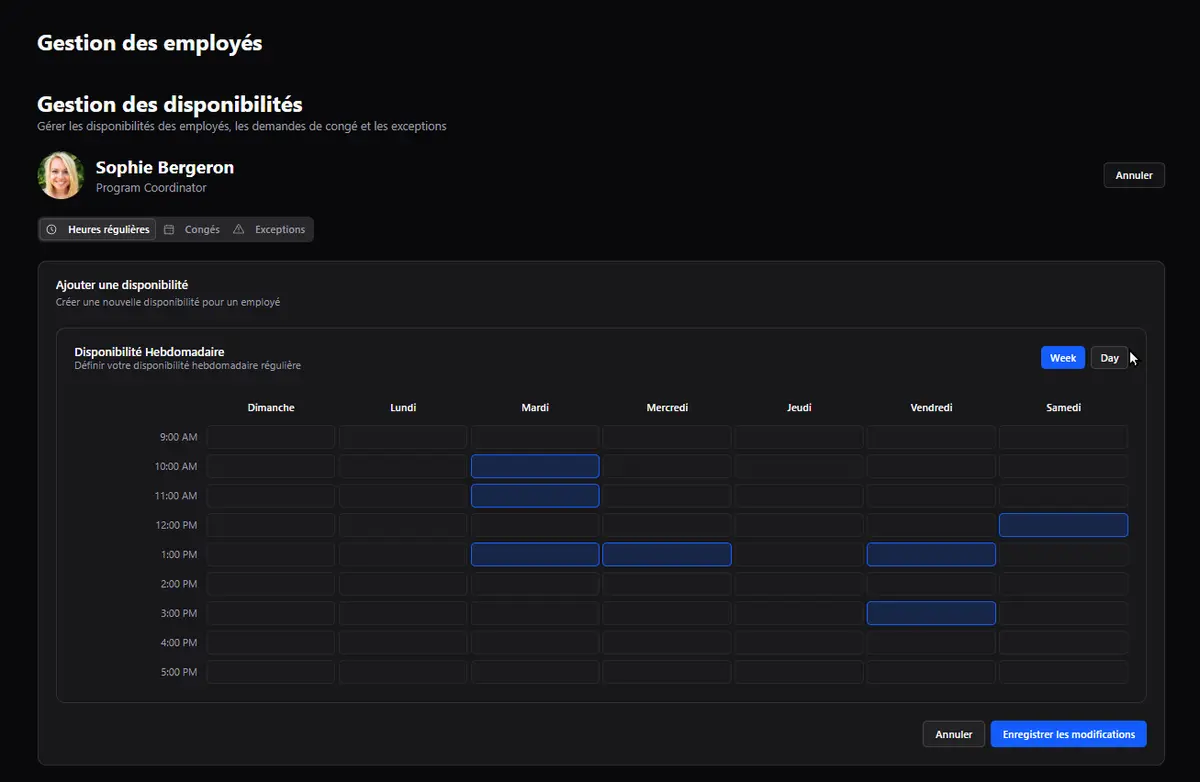 Gestion des employés
Gestion des disponibilités
Gérer les disponibilités des employés, les demandes de congé et les exceptions
Sophie Bergeron
Program Coordinator
Annuler
Heures régulières Congés Exceptions
Ajouter une disponibilité
Créer une nouvelle disponibilité pour un employé
Disponibilité Hebdomadaire
Définir votre disponibilité hebdomadaire régulière
Week Day
Dimanche Lundi Mardi Mercredi Jeudi Vendredi Samedi
9:00 AM
10:00 AM
11:00 AM
12:00 PM
1:00 PM
2:00 PM
3:00 PM
4:00 PM
5:00 PM
Annuler Enregistrer les modifications